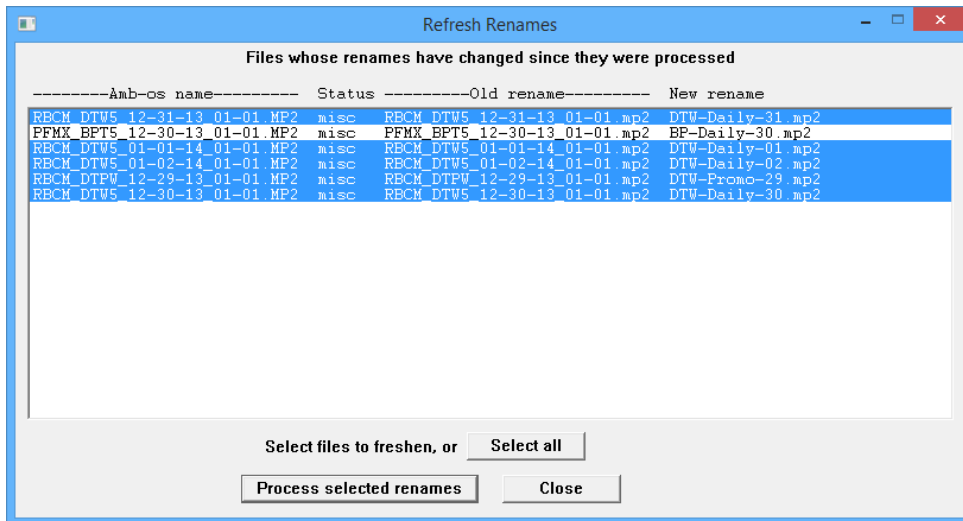 Refresh Renames
Files whose renames have changed since they were processed
--------Amb-os name--------- Status ---------Old rename--------- New rename
RBCM_DTW5_12-31-13_01-01.MP2 misc RBCM_DTW5_12-31-13_01-01.mp2 DTW-Daily-31.mp2
PFMX_BPT5_12-30-13_01-01.MP2 misc PFMX_BPT5_12-30-13_01-01.mp2 BP-Daily-30.mp2
RBCM_DTW5_01-01-14_01-01.MP2 misc RBCM_DTW5_01-01-14_01-01.mp2 DTW-Daily-01.mp2
RBCM_DTW5_01-02-14_01-01.MP2 misc RBCM_DTW5_01-02-14_01-01.mp2 DTW-Daily-02.mp2
RBCM_DTPW_12-29-13_01-01.MP2 misc RBCM_DTPW_12-29-13_01-01.mp2 DTW-Promo-29.mp2
RBCM_DTW5_12-30-13_01-01.MP2 misc RBCM_DTW5_12-30-13_01-01.mp2 DTW-Daily-30.mp2
Select files to freshen, or Select all
Process selected renames Close